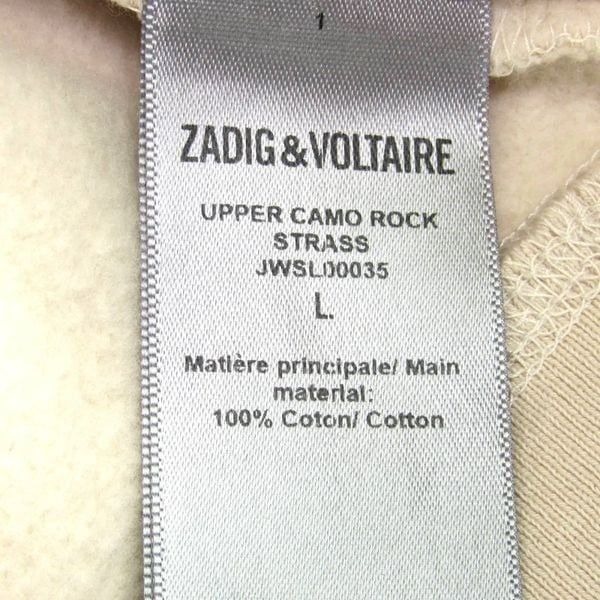 1
ZADIG&VOLTAIRE
UPPER CAMO ROCK
STRASS
JWSL00035
L.
Matière principale/ Main
material:
100% Coton/ Cotton